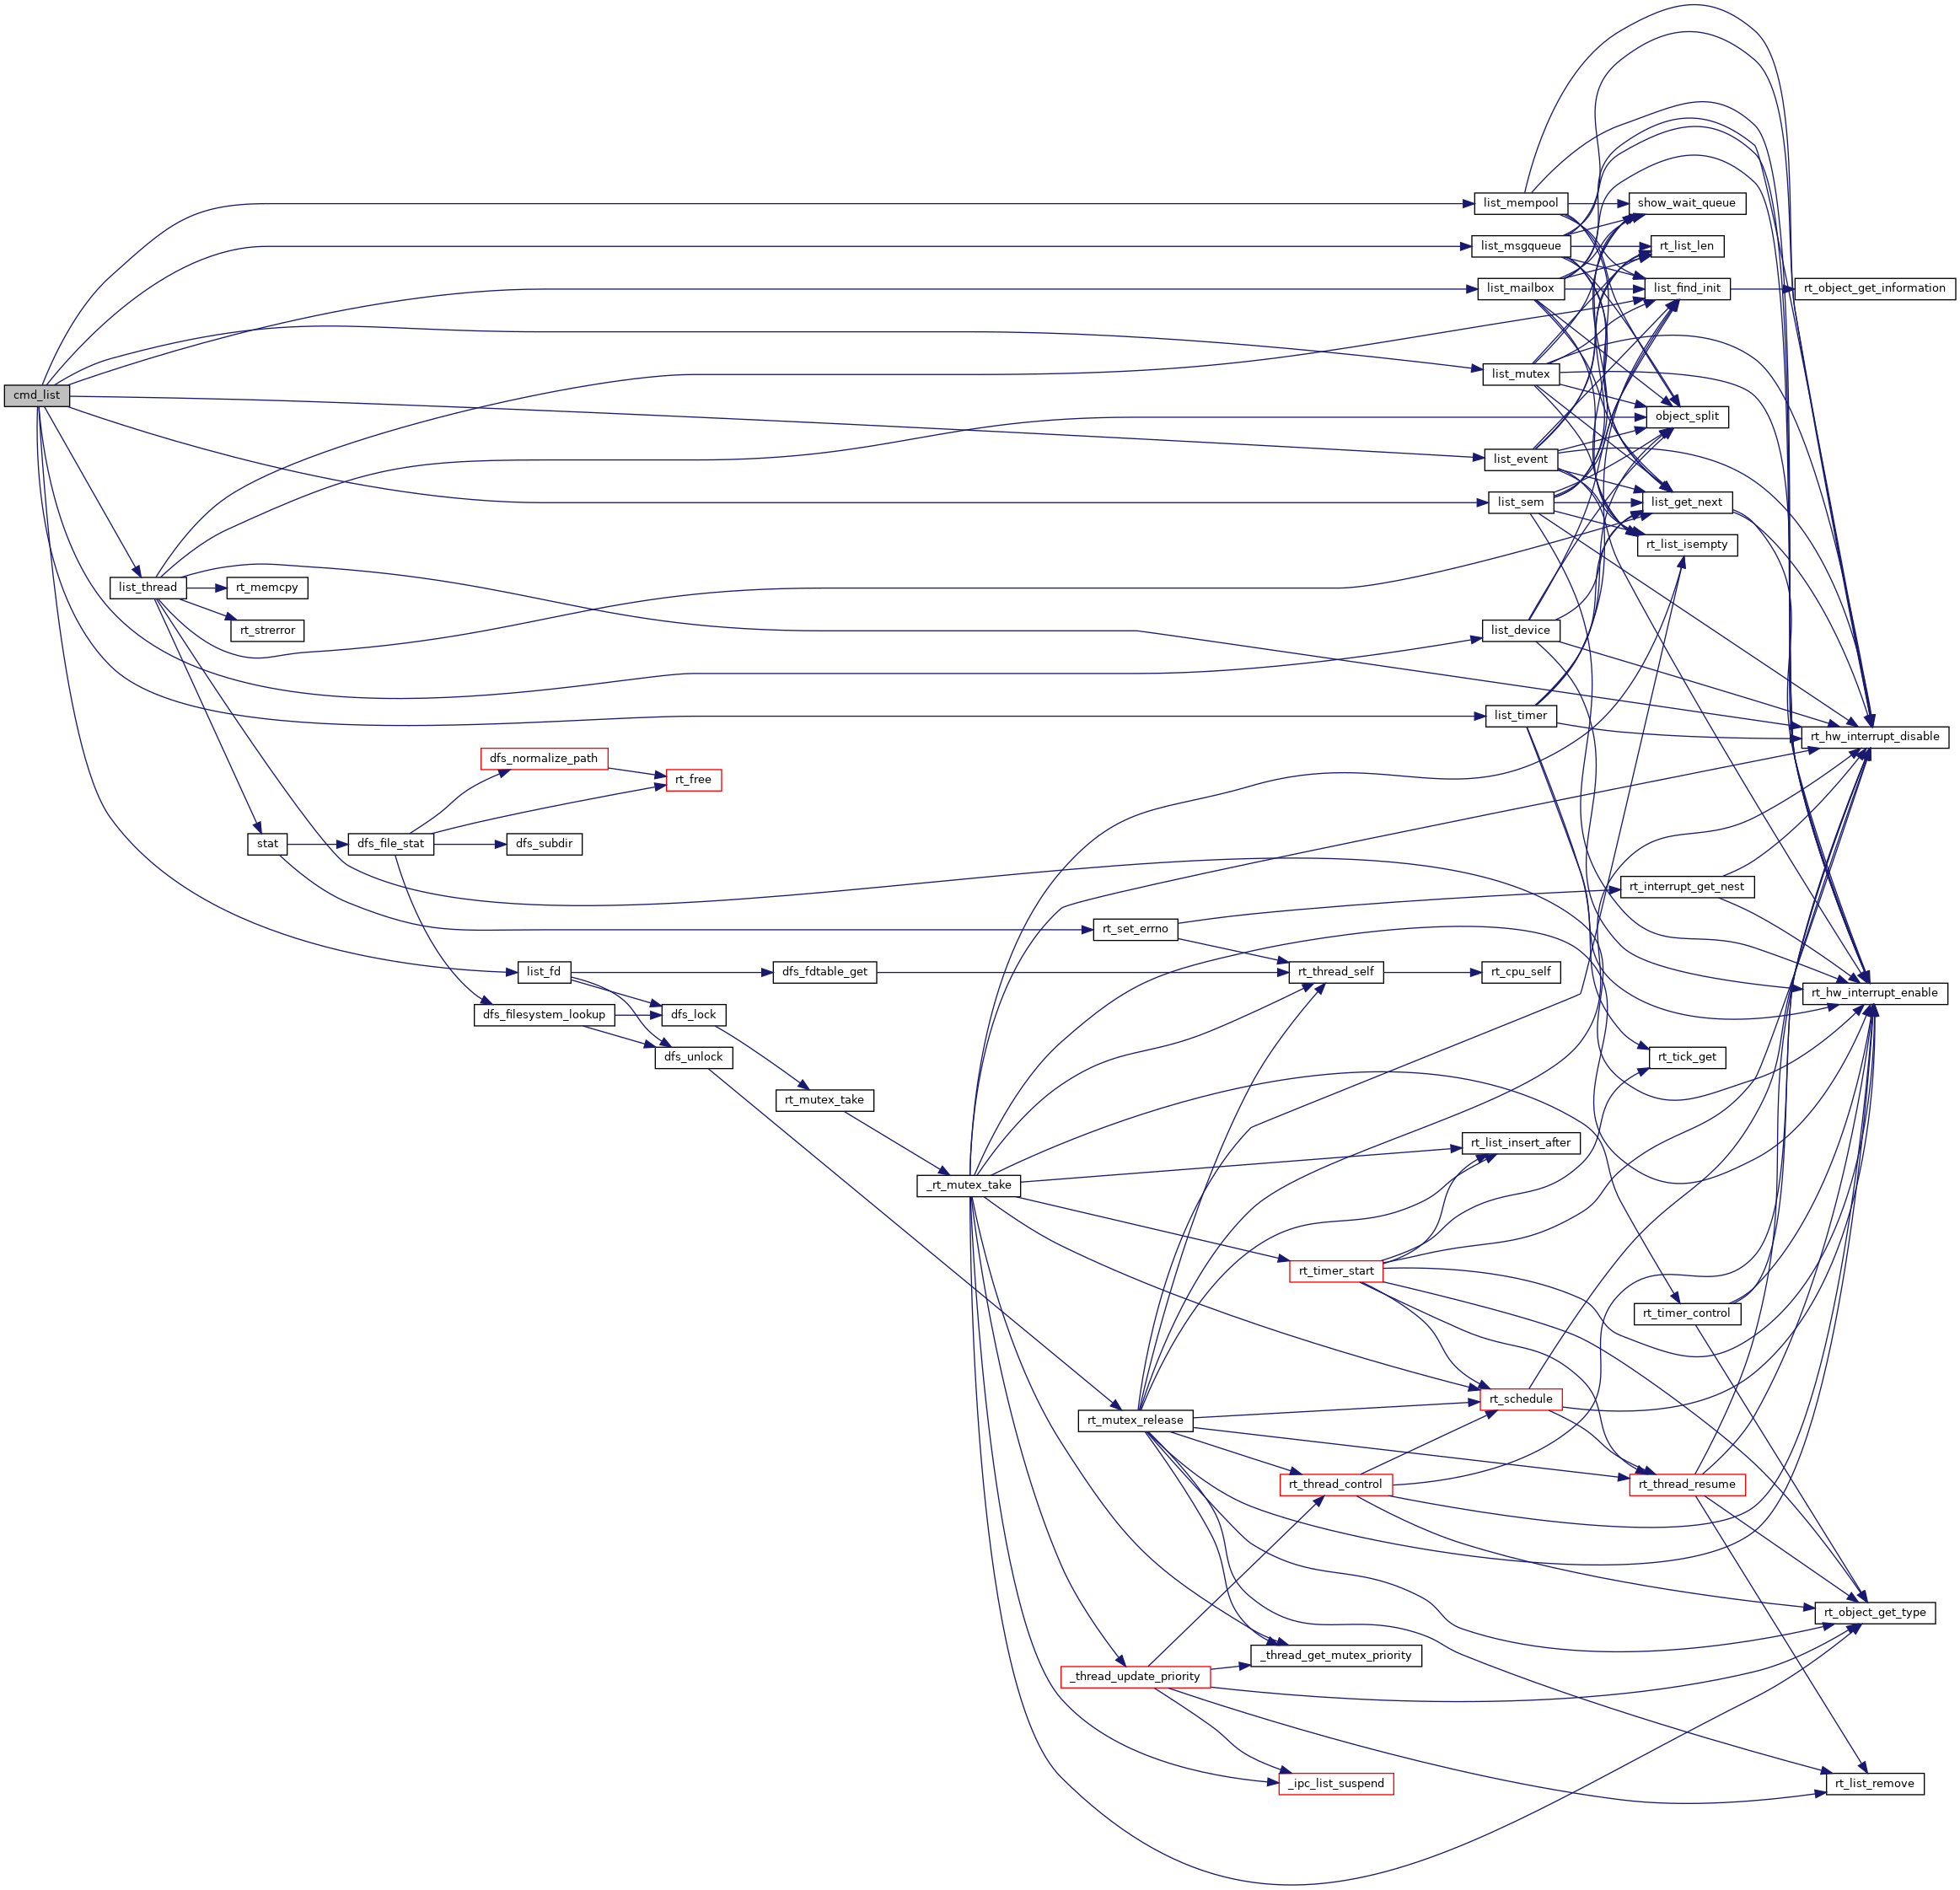 list_mempool
show_wait_queue
list_msgqueue
rt_list_len
list_mailbox
list_find_init
rt_object_get_information
list_mutex
cmd_list
object_split
list_event
list_sem
list_get_next
rt_list_isempty
list_thread
rt_memcpy
rt_strerror
list_device
list_timer
rt_hw_interrupt_disable
dfs_normalize_path
rt_free
stat
dfs_file_stat
dfs_subdir
rt_interrupt_get_nest
rt_set_errno
list_fd
dfs_fdtable_get
rt_thread_self
rt_cpu_self
rt_hw_interrupt_enable
dfs_filesystem_lookup
dfs_lock
dfs_unlock
rt_tick_get
rt_mutex_take
rt_list_insert_after
_rt_mutex_take
rt_timer_start
rt_timer_control
rt_schedule
rt_mutex_release
rt_thread_control
rt_thread_resume
rt_object_get_type
_thread_get_mutex_priority
_thread_update_priority
_ipc_list_suspend
rt_list_remove